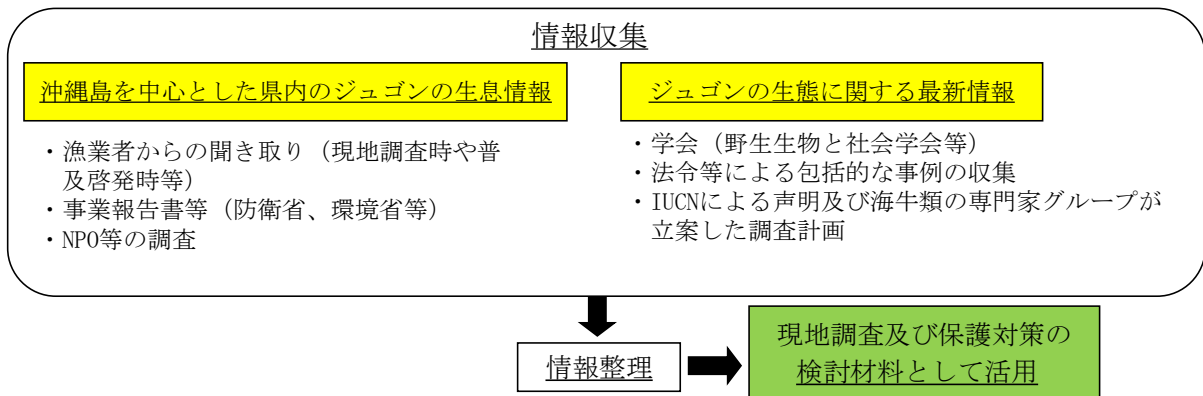 情報収集
沖縄島を中心とした県内のジュゴンの生息情報
・漁業者からの聞き取り（現地調査時や普
及啓発時等）
・事業報告書等（防衛省、環境省等）
・NPO等の調査
ジュゴンの生態に関する最新情報
・学会（野生生物と社会学会等）
・法令等による包括的な事例の収集
・IUCNによる声明及び海牛類の専門家グループが
立案した調査計画
情報整理
現地調査及び保護対策の
検討材料として活用